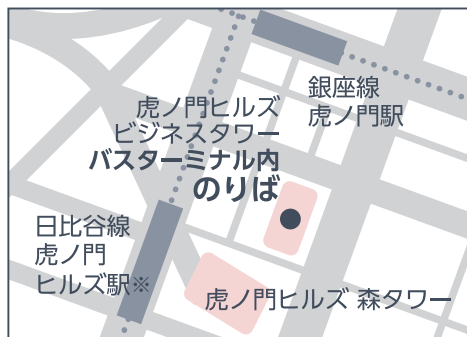 銀座線
虎ノ門駅
虎ノ門ヒルズ
ビジネスタワー
バスターミナル内
のりば
日比谷線
虎ノ門
ヒルズ駅※
虎ノ門ヒルズ 森タワー